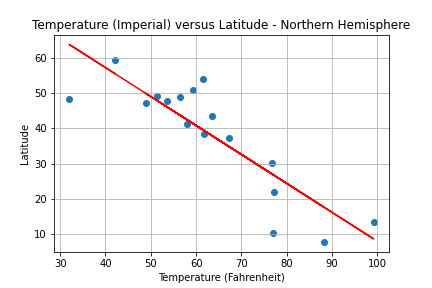 Temperature (Imperial) versus Latitude - Northern Hemisphere
60
50
40
30
20
10
Latitude
30 40 50 60 70 80 90 100
Temperature (Fahrenheit)